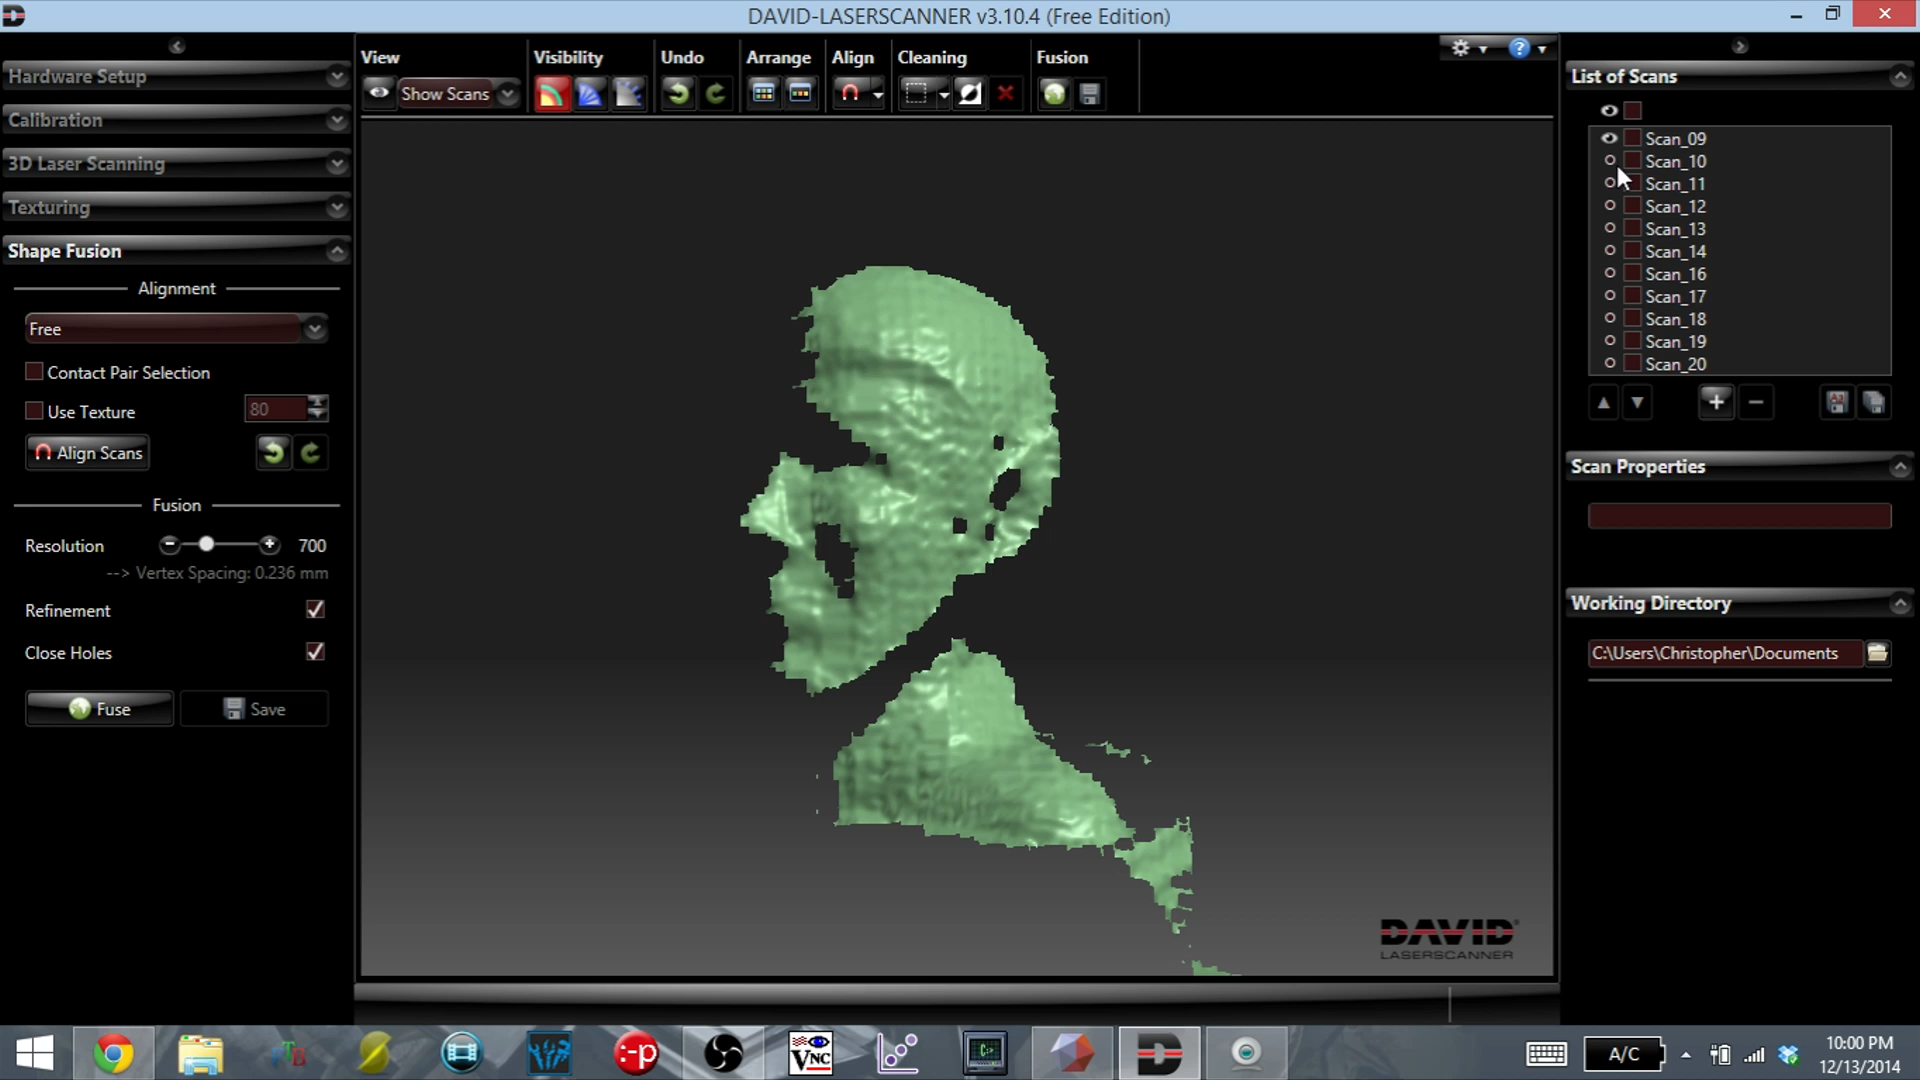 DAVID-LASERSCANNER v3.10.4 (Free Edition)
Hardware Setup
Calibration
3D Laser Scanning
Texturing
Shape Fusion
Alignment
Free
Contact Pair Selection
Use Texture
80
Align Scans
Fusion
Resolution
700
--> Vertex Spacing: 0.236 mm
Refinement
Close Holes
Fuse
Save
View
Visibility
Undo
Arrange
Align
Cleaning
Fusion
Show Scans
List of Scans
Scan_09
Scan_10
Scan_11
Scan_12
Scan_13
Scan_14
Scan_16
Scan_17
Scan_18
Scan_19
Scan_20
Scan Properties
Working Directory
C:\Users\Christopher\Documents
DAVID
LASERSCANNER
:-p
VNC
A/C
10:00 PM
12/13/2014